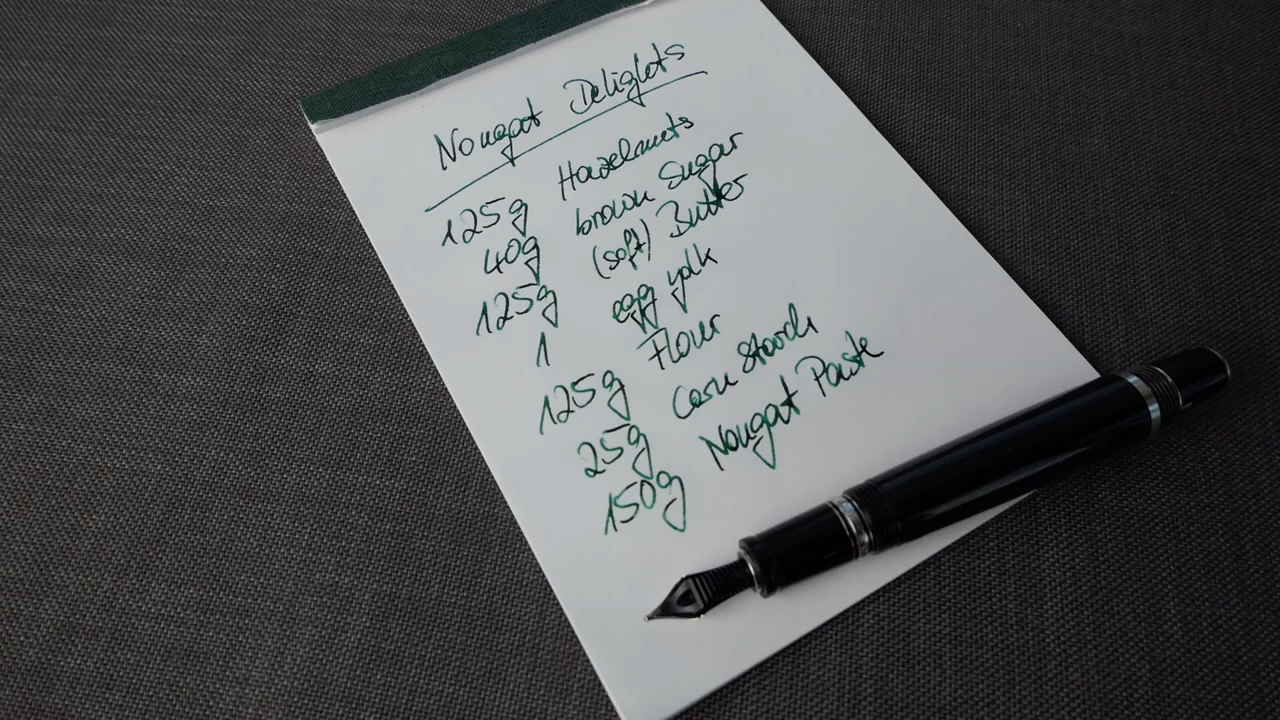 Nougat Delights
125g Hazelnuts
40g brown Sugar
125g (soft) Butter
1 egg yolk
125g Flour
25g Corn Starch
150g Nougat Paste